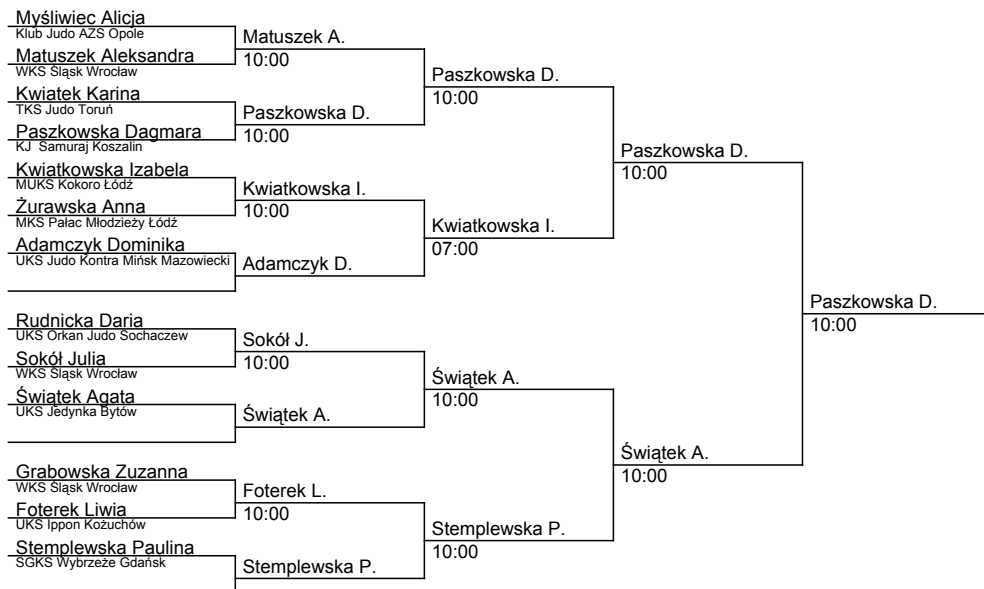 Myśliwiec Alicja
Klub Judo AZS Opole
Matuszek Aleksandra
WKS Śląsk Wrocław
Kwiatek Karina
TKS Judo Toruń
Paszkowska Dagmara
KJ Samuraj Koszalin
Kwiatkowska Izabela
MUKS Kokoro Łódź
Żurawska Anna
MKS Pałac Młodzieży Łódź
Adamczyk Dominika
UKS Judo Kontra Mińsk Mazowiecki
Rudnicka Daria
UKS Orkan Judo Sochaczew
Sokół Julia
WKS Śląsk Wrocław
Świątek Agata
UKS Jedynka Bytów
Grabowska Zuzanna
WKS Śląsk Wrocław
Foterek Liwia
UKS Ippon Kożuchów
Stemplewska Paulina
SGKS Wybrzeże Gdańsk
Matuszek A.
10:00
Paszkowska D.
10:00
Kwiatkowska I.
10:00
Adamczyk D.
Sokół J.
10:00
Świątek A.
Foterek L.
10:00
Stemplewska P.
Paszkowska D.
10:00
Kwiatkowska I.
07:00
Świątek A.
10:00
Stemplewska P.
10:00
Paszkowska D.
10:00
Świątek A.
10:00
Paszkowska D.
10:00